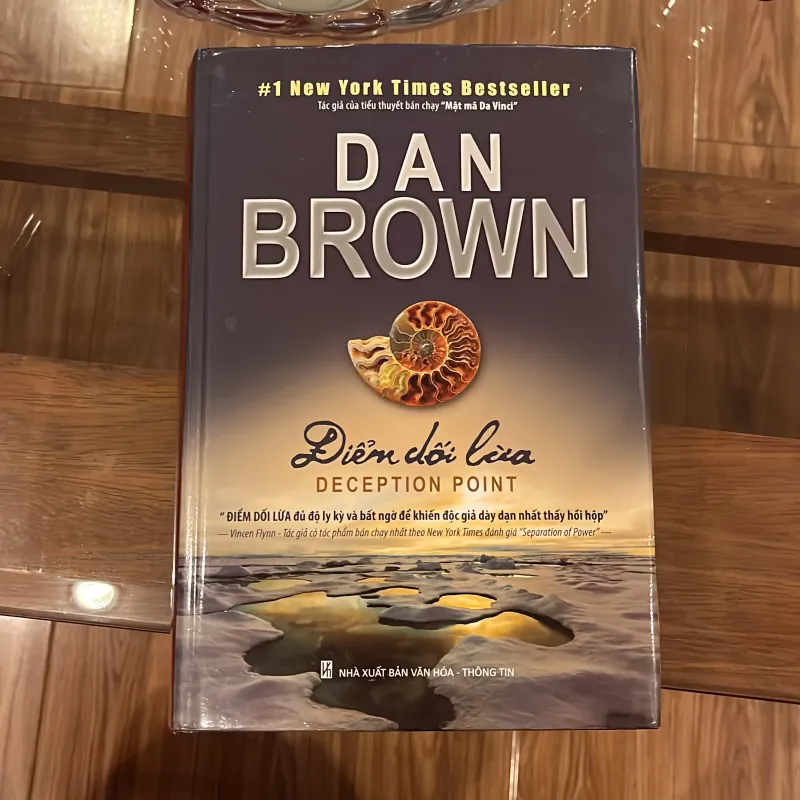 #1 New York Times Bestseller
Tác giả của tiểu thuyết bán chạy "Mật mã Da Vinci"
DAN
BROWN
Điểm dối lừa
DECEPTION POINT
" ĐIỂM DỐI LỪA đủ độ ly kỳ và bất ngờ để khiến độc giả dày dạn nhất thấy hồi hộp"
— Vincen Flynn - Tác giả có tác phẩm bán chạy nhất theo New York Times đánh giá "Separation of Power" —
NHÀ XUẤT BẢN VĂN HÓA - THÔNG TIN